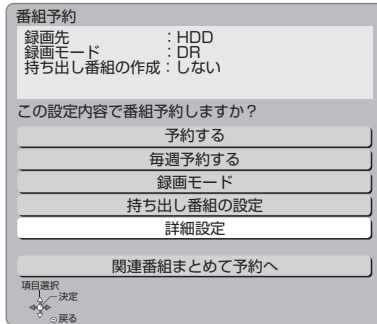 番組予約
録画先 ：HDD
録画モード ：DR
持ち出し番組の作成：しない
この設定内容で番組予約しますか？
予約する
毎週予約する
録画モード
持ち出し番組の設定
詳細設定
関連番組まとめて予約へ
項目選択
決定
戻る